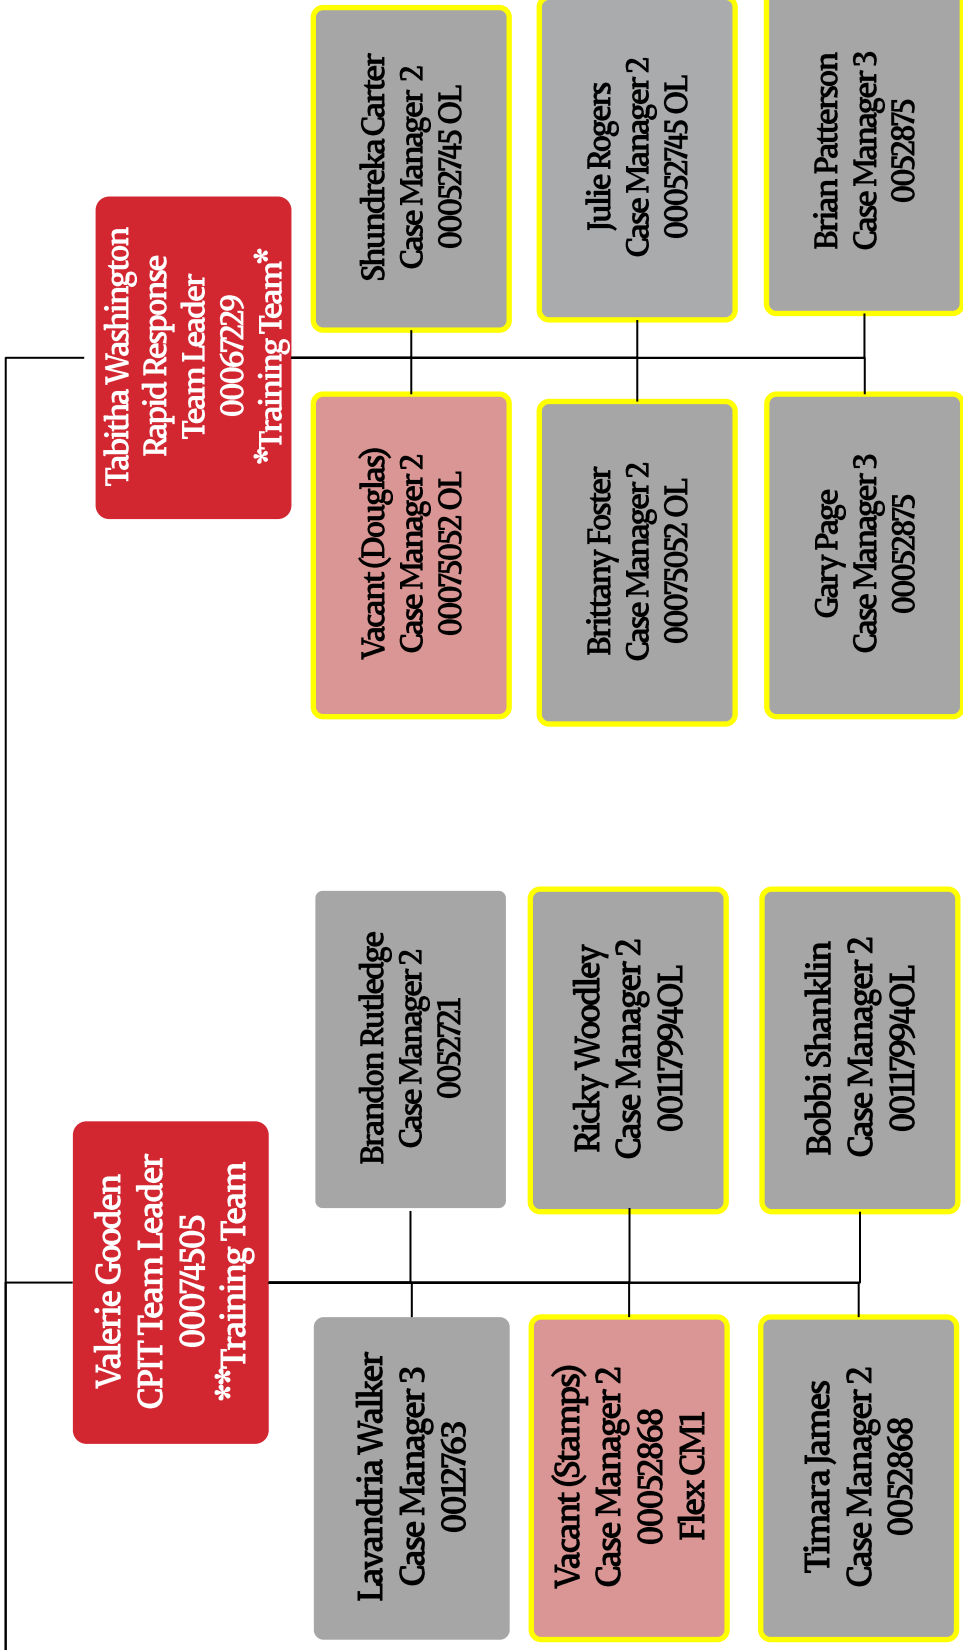 Valerie Gooden
CPIT Team Leader
00074505
**Training Team
Lavandria Walker
Case Manager 3
0012763
Brandon Rutledge
Case Manager 2
0052721
Vacant (Stamps)
Case Manager 2
00052868
Flex CM1
Ricky Woodley
Case Manager 2
00117994OL
Timara James
Case Manager 2
0052868
Bobbi Shanklin
Case Manager 2
00117994OL
Tabitha Washington
Rapid Response
Team Leader
00067229
*Training Team*
Vacant (Douglas)
Case Manager 2
00075052 OL
Shundreka Carter
Case Manager 2
00052745 OL
Brittany Foster
Case Manager 2
00075052 OL
Julie Rogers
Case Manager 2
00052745 OL
Gary Page
Case Manager 3
00052875
Brian Patterson
Case Manager 3
0052875